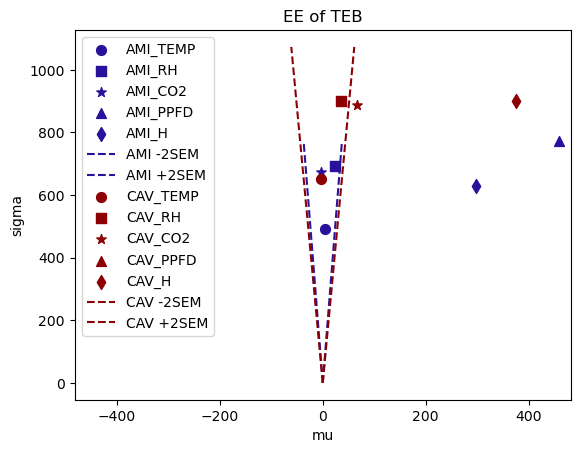 EE of TEB
AMI_TEMP
AMI_RH
AMI_CO2
AMI_PPFD
AMI_H
AMI -2SEM
AMI +2SEM
CAV_TEMP
CAV_RH
CAV_CO2
CAV_PPFD
CAV_H
CAV -2SEM
CAV +2SEM
1000
800
600
400
200
0
sigma
−400
−200
0
200
400
mu